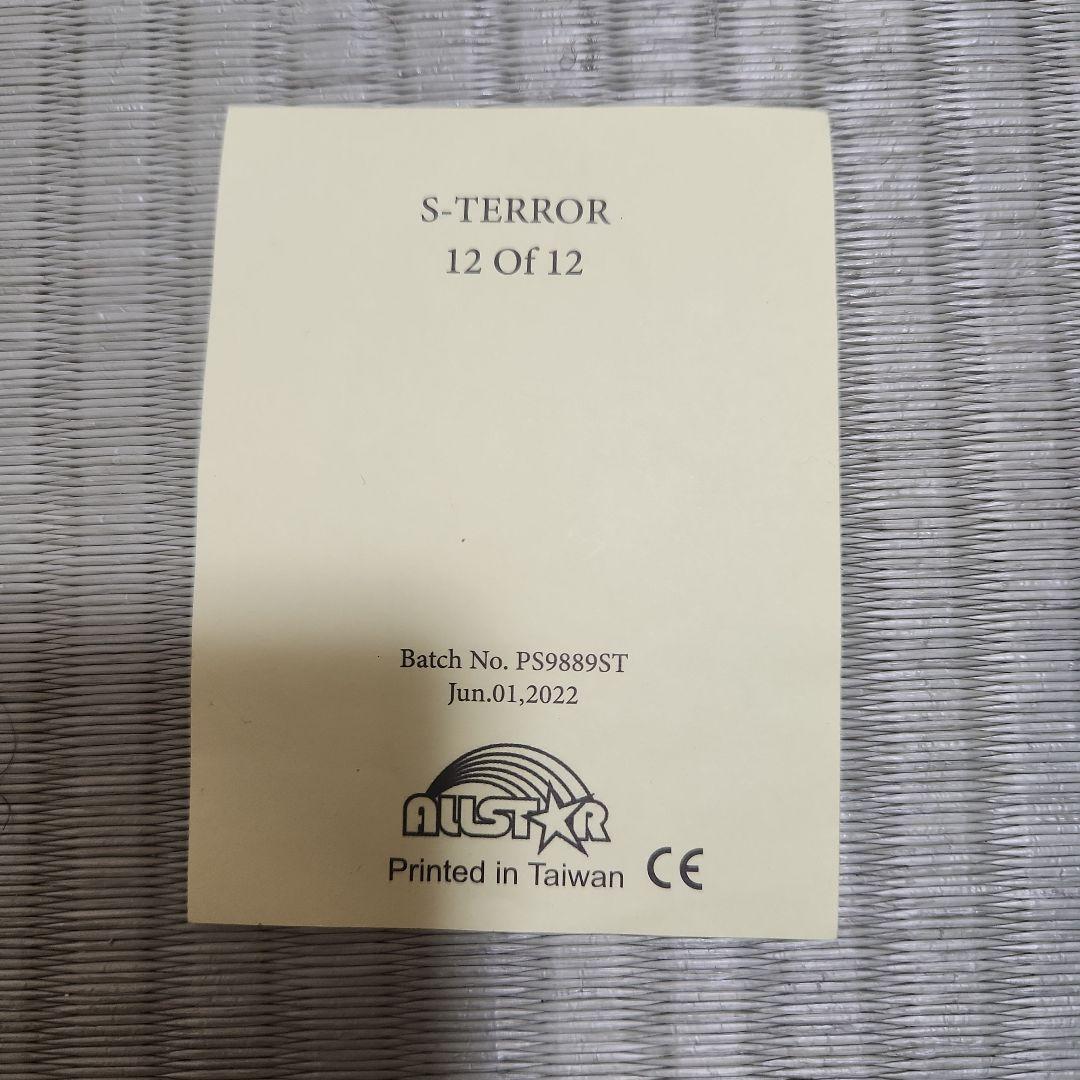 S-TERROR
12 Of 12
Batch No. PS9889ST
Jun.01,2022
ALLSTAR
Printed in Taiwan CE